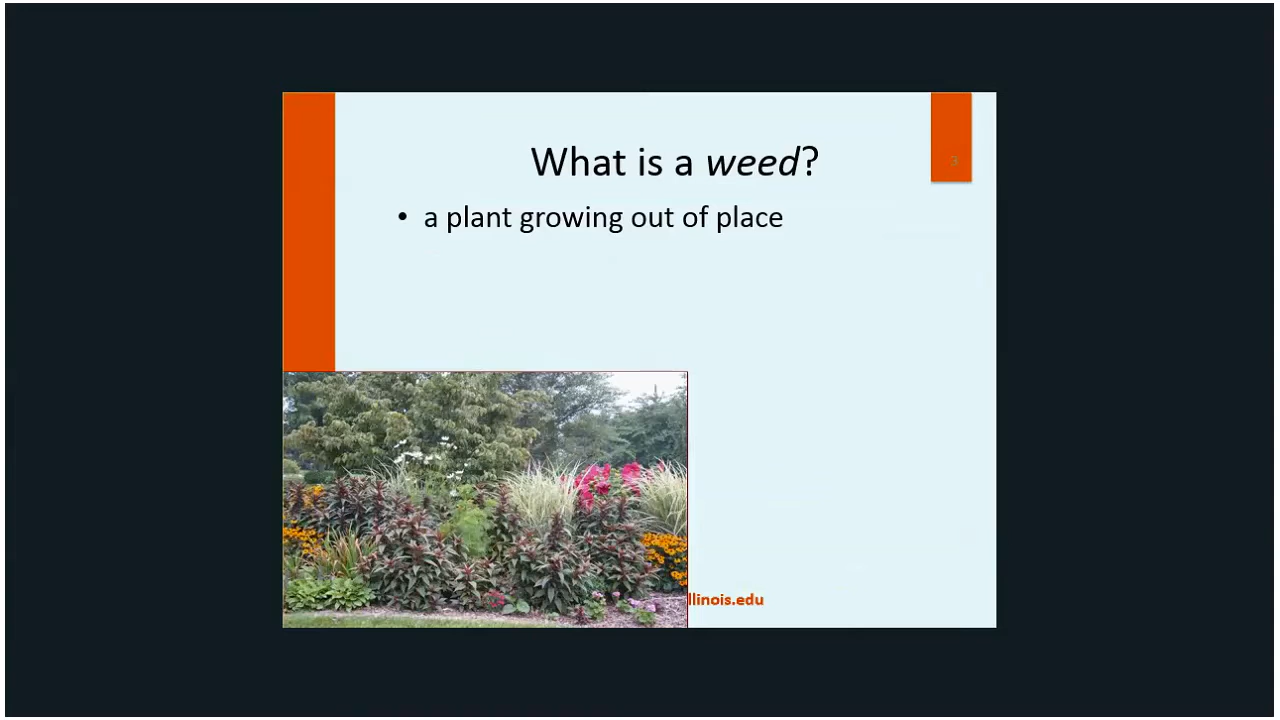 What is a weed?
3
• a plant growing out of place
llinois.edu